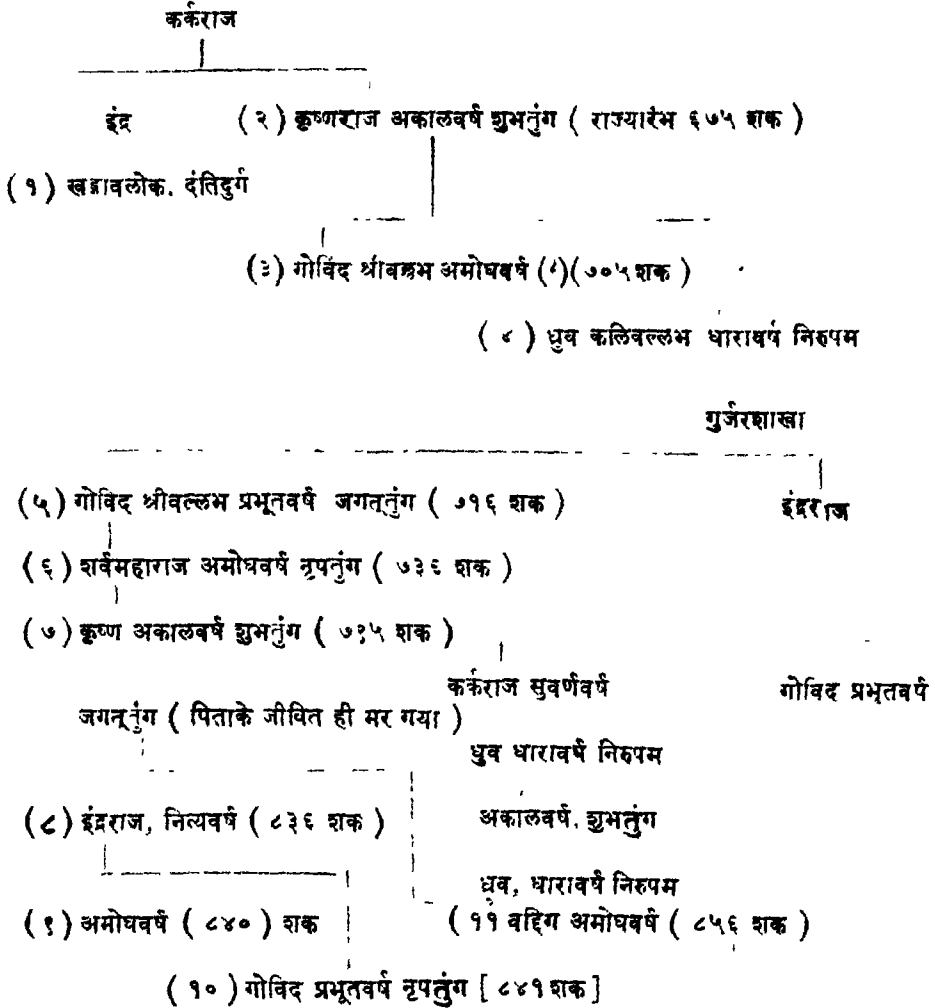 कर्कराज
इंद्र (२) कृष्णराज अकालवर्ष शुभतुंग ( राज्यारंभ ६७५ शक )
(१) खड्गावलोक. दंतिदुर्ग
(३) गोविंद श्रीवल्लभ अमोघवर्ष (७०५ शक )
( ४ ) ध्रुव कलिवल्लभ धारावर्ष निरुपम
गुर्जरशाखा
(५) गोविंद श्रीवल्लभ प्रभूतवर्ष जगत्तुंग ( ७१६ शक ) इंद्रराज
(६) शर्वमहाराज अमोघवर्ष नृपतुंग ( ७३६ शक )
(७) कृष्ण अकालवर्ष शुभतुंग ( ७९५ शक )
कर्कराज सुवर्णवर्ष गोविंद प्रभूतवर्ष
जगत्तुंग ( पिताके जीवित ही मर गया )
ध्रुव धारावर्ष निरुपम
(८) इंद्रराज, नित्यवर्ष ( ८३६ शक ) अकालवर्ष, शुभतुंग
ध्रुव, धारावर्ष निरुपम
(९) अमोघवर्ष ( ८४० ) शक (११ वद्दिग अमोघवर्ष ( ८५६ शक )
( १० ) गोविंद प्रभूतवर्ष नृपतुंग [ ८४१ शक ]